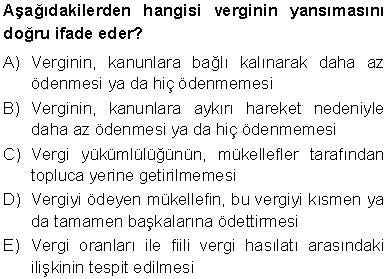 Aşağıdakilerden hangisi verginin yansımasını
doğru ifade eder?
A) Verginin, kanunlara bağlı kalınarak daha az
ödenmesi ya da hiç ödenmemesi
B) Verginin, kanunlara aykırı hareket nedeniyle
daha az ödenmesi ya da hiç ödenmemesi
C) Vergi yükümlülüğünün, mükellefler tarafından
topluca yerine getirilmemesi
D) Vergiyi ödeyen mükellefin, bu vergiyi kısmen ya
da tamamen başkalarına ödettirmesi
E) Vergi oranları ile fiili vergi hasılatı arasındaki
ilişkinin tespit edilmesi